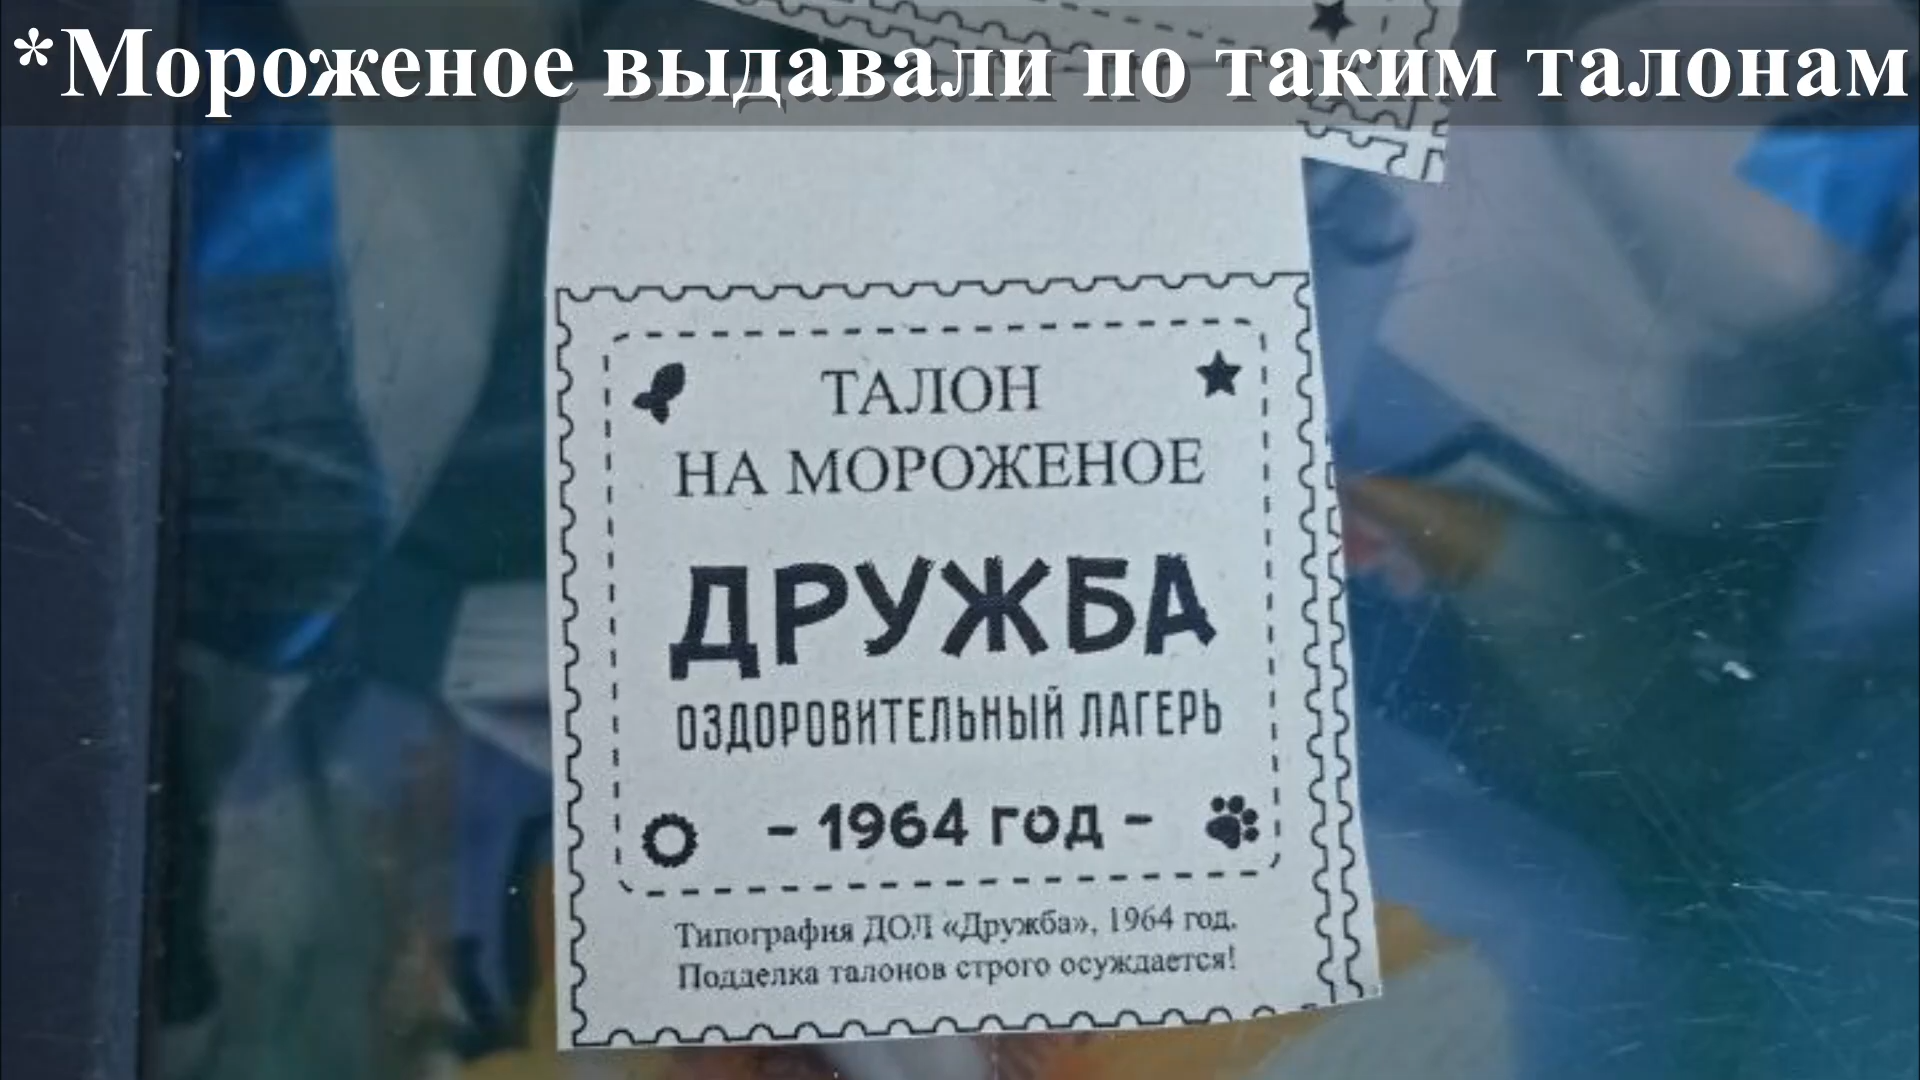 *Мороженое выдавали по таким талонам
ТАЛОН
НА МОРОЖЕНОЕ
ДРУЖБА
ОЗДОРОВИТЕЛЬНЫЙ ЛАГЕРЬ
- 1964 год -
Типография ДОЛ «Дружба», 1964 год.
Подделка талонов строго осуждается!